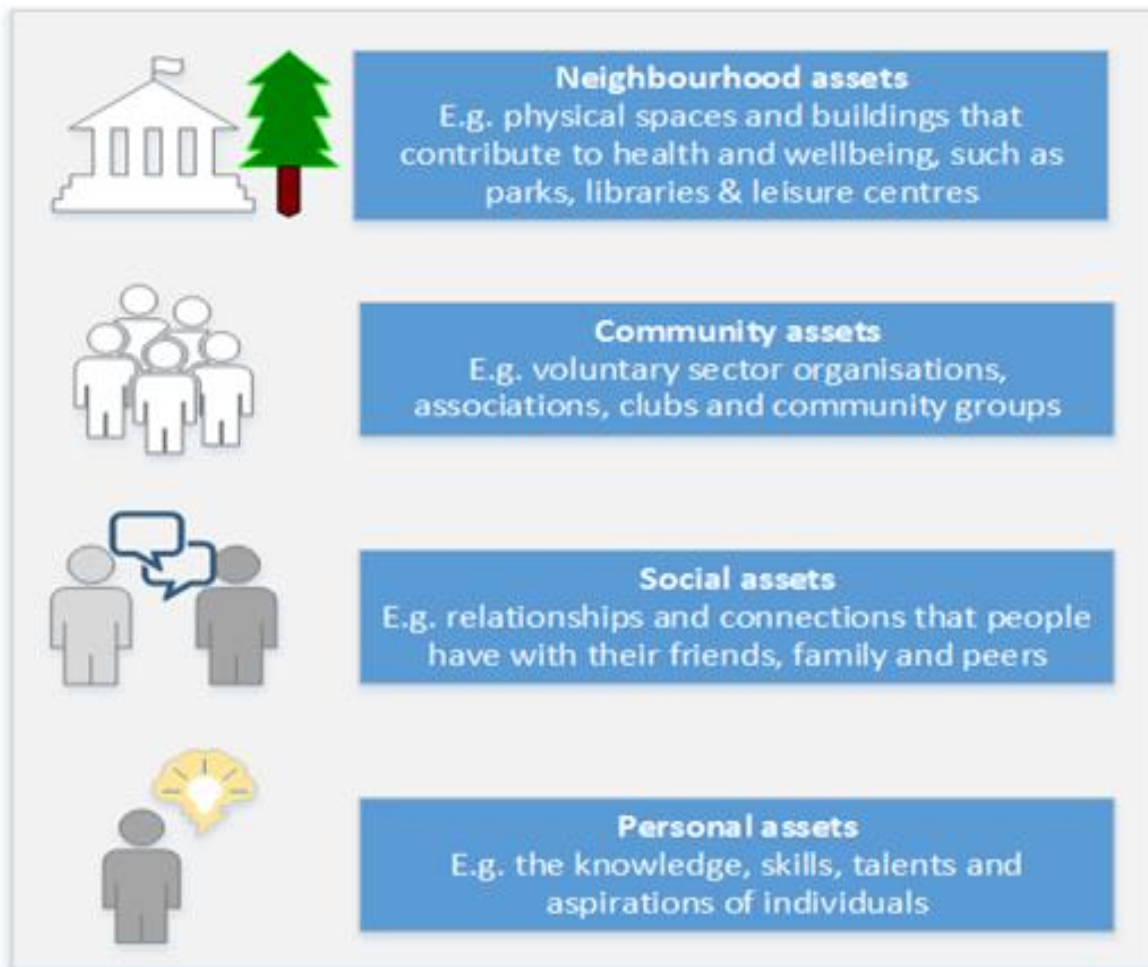 Neighbourhood assets
E.g. physical spaces and buildings that
contribute to health and wellbeing, such as
parks, libraries & leisure centres
Community assets
E.g. voluntary sector organisations,
associations, clubs and community groups
Social assets
E.g. relationships and connections that people
have with their friends, family and peers
Personal assets
E.g. the knowledge, skills, talents and
aspirations of individuals